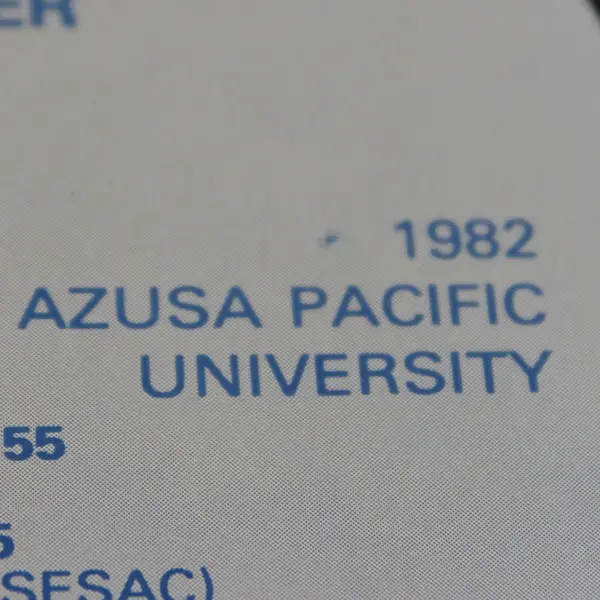 ER
1982
AZUSA PACIFIC
UNIVERSITY
55
5
SESAC)